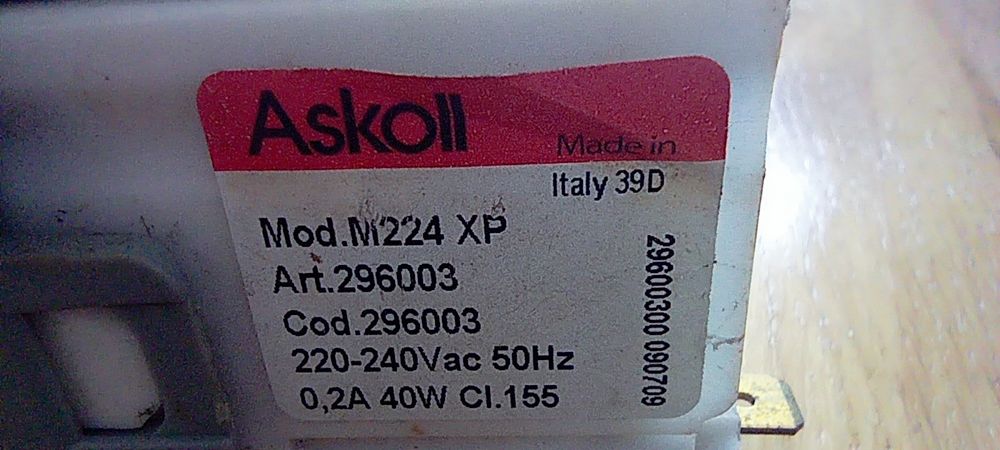 Askoll
Made in
Italy 39D
Mod.M224 XP
Art.296003
Cod.296003
220-240Vac 50Hz
0,2A 40W Cl.155
29600300 090709